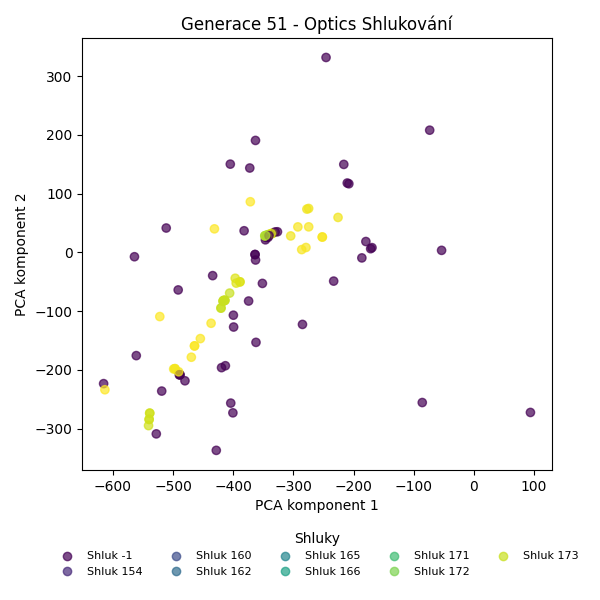 Generace 51 - Optics Shlukování
PCA komponent 2
300
200
100
0
−100
−200
−300
−600 −500 −400 −300 −200 −100 0 100
PCA komponent 1
Shluky
Shluk -1 Shluk 160 Shluk 165 Shluk 171 Shluk 173
Shluk 154 Shluk 162 Shluk 166 Shluk 172